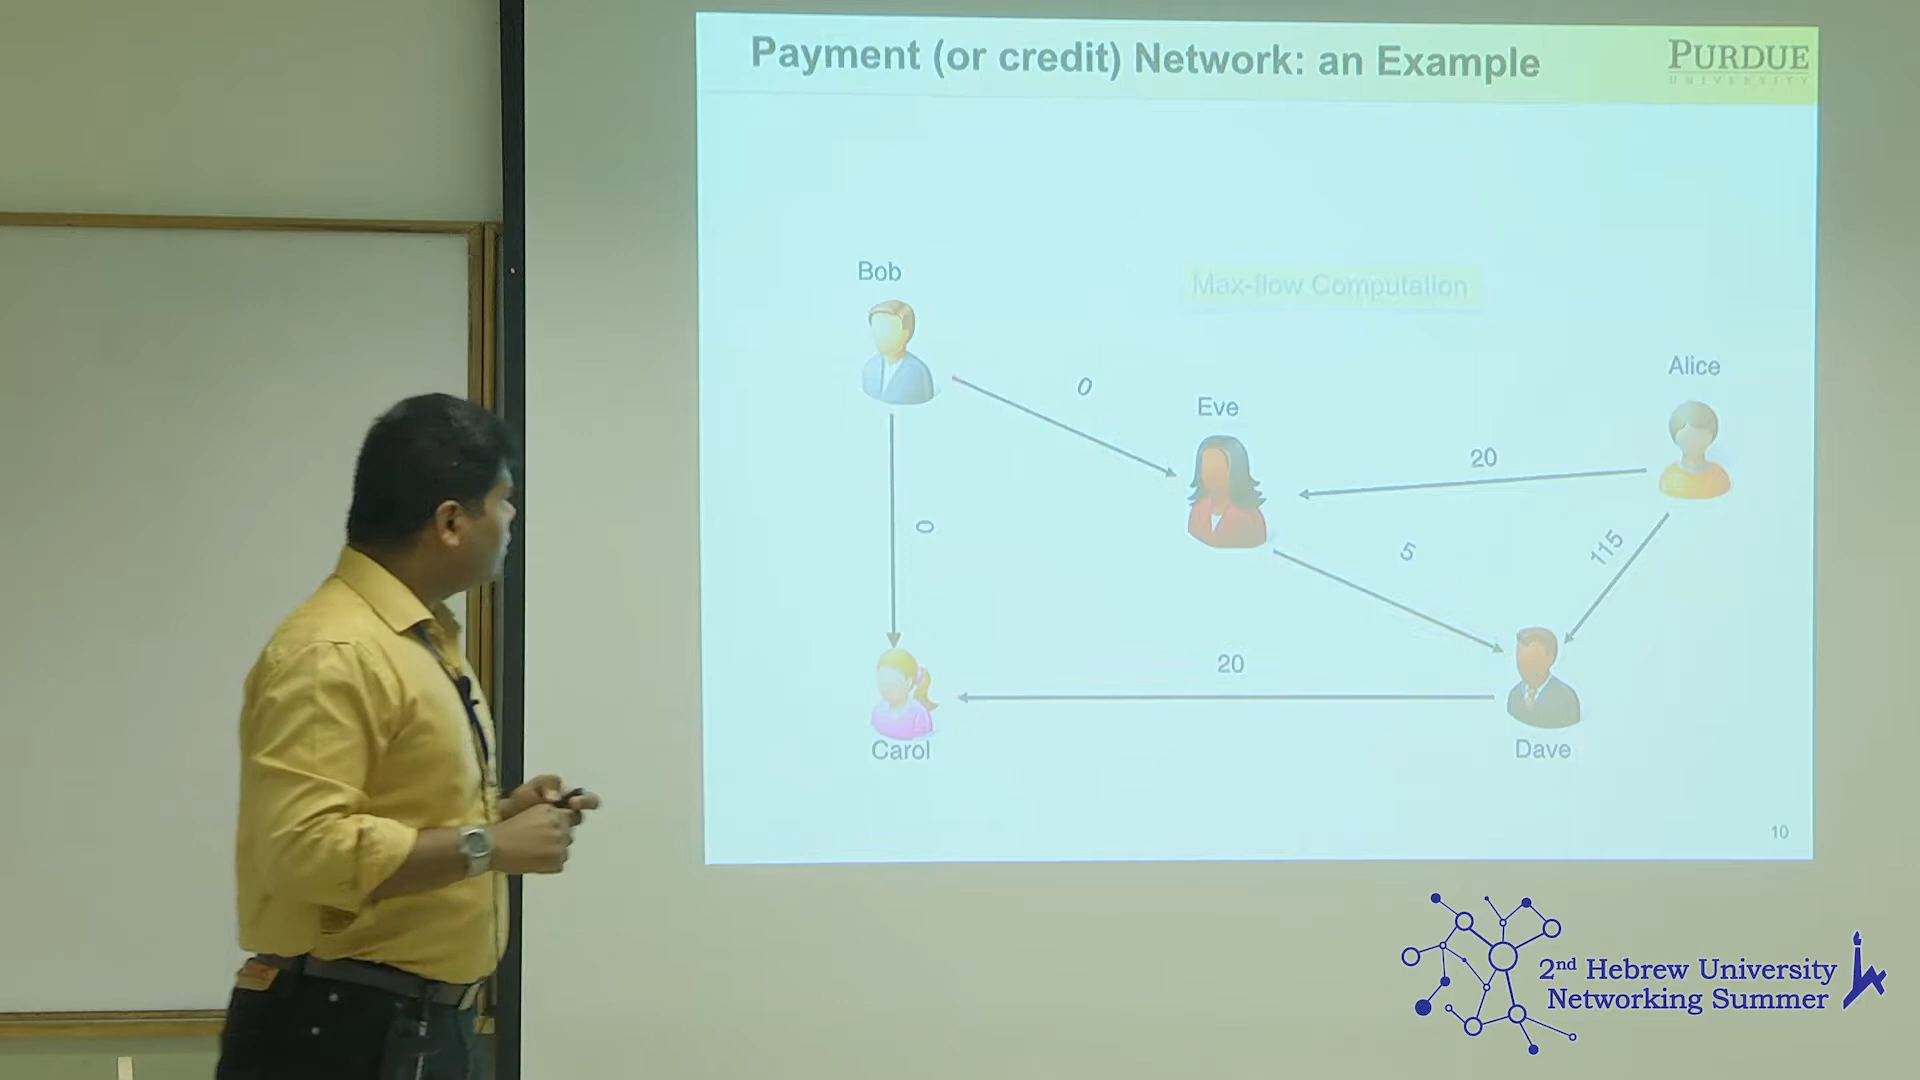 Payment (or credit) Network: an Example
PURDUE
UNIVERSITY
Bob
Max-flow Computation
Alice
0
Eve
20
0
5
115
20
Carol
Dave
10
2nd Hebrew University
Networking Summer